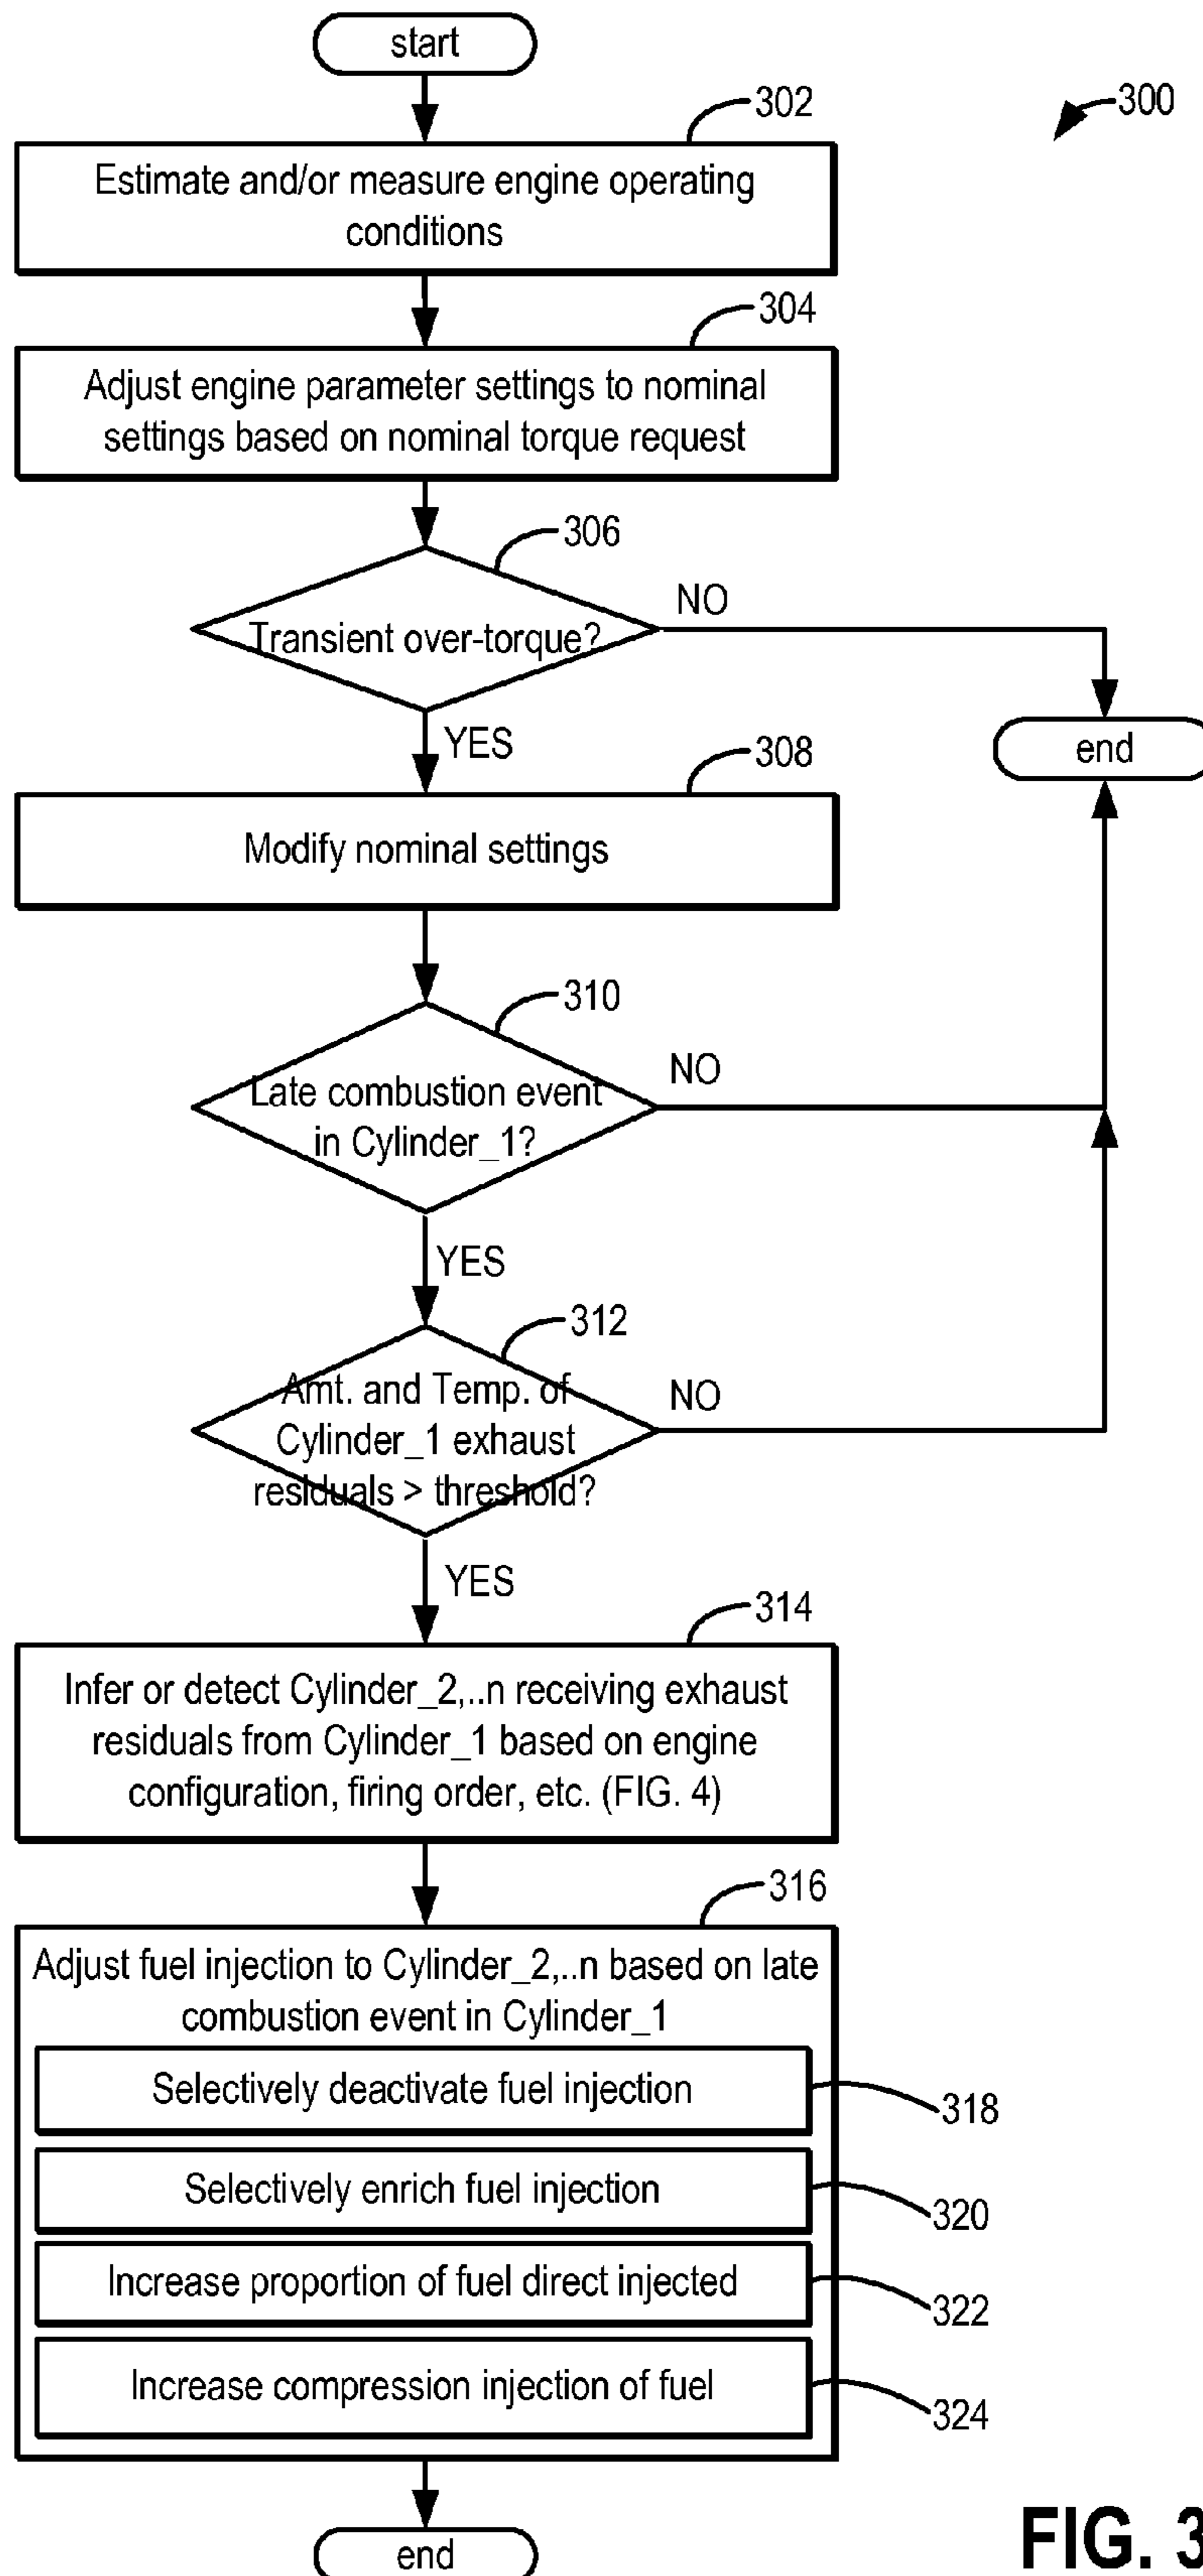 start
300
302
Estimate and/or measure engine operating
conditions
304
Adjust engine parameter settings to nominal
settings based on nominal torque request
306
Transient over-torque?
NO
YES
end
308
Modify nominal settings
310
Late combustion event
in Cylinder_1?
NO
YES
312
Amt. and Temp. of
Cylinder_1 exhaust
residuals > threshold?
NO
YES
314
Infer or detect Cylinder_2,..n receiving exhaust
residuals from Cylinder_1 based on engine
configuration, firing order, etc. (FIG. 4)
316
Adjust fuel injection to Cylinder_2,..n based on late
combustion event in Cylinder_1
Selectively deactivate fuel injection
318
Selectively enrich fuel injection
320
Increase proportion of fuel direct injected
322
Increase compression injection of fuel
324
end
FIG. 3